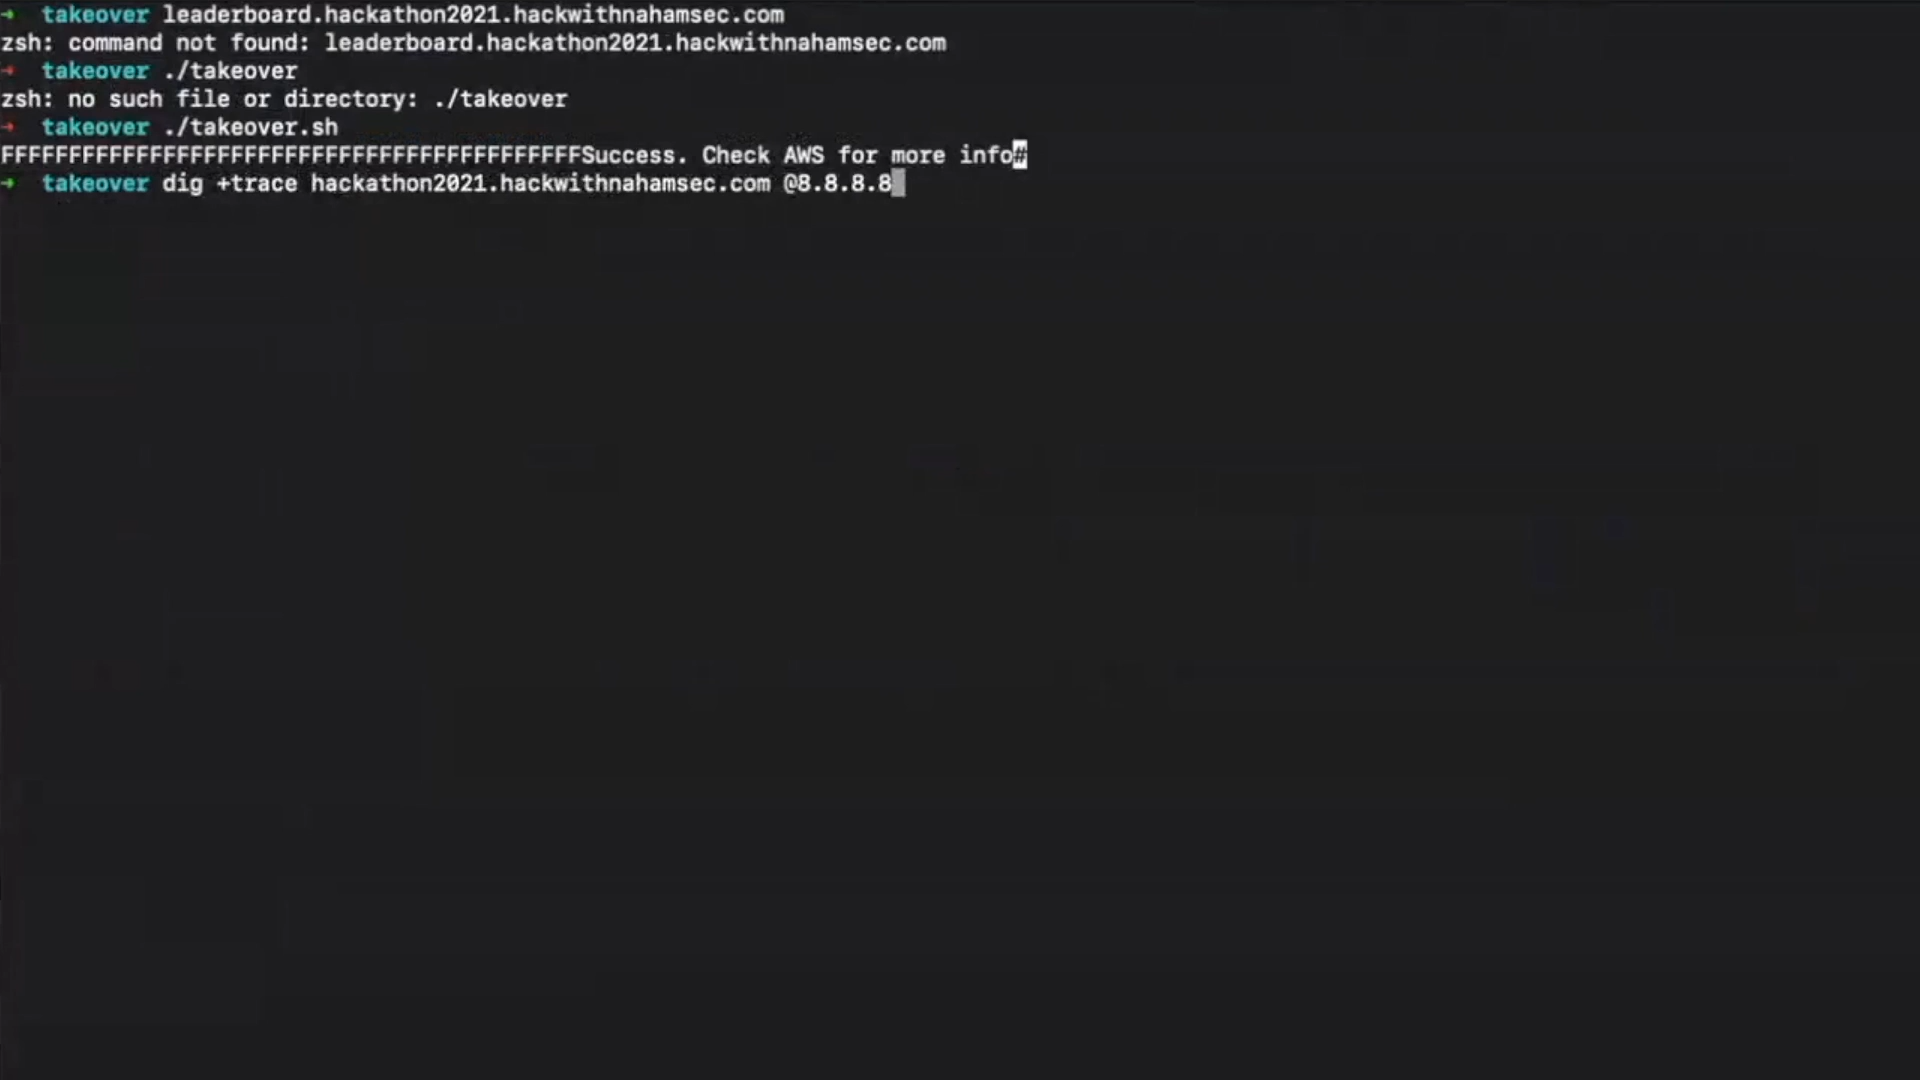 → takeover leaderboard.hackathon2021.hackwithnahamsec.com
zsh: command not found: leaderboard.hackathon2021.hackwithnahamsec.com
→ takeover ./takeover
zsh: no such file or directory: ./takeover
→ takeover ./takeover.sh
FFFFFFFFFFFFFFFFFFFFFFFFFFFFFFFFFFFFFFFFFFFSuccess. Check AWS for more info#
→ takeover dig +trace hackathon2021.hackwithnahamsec.com @8.8.8.8